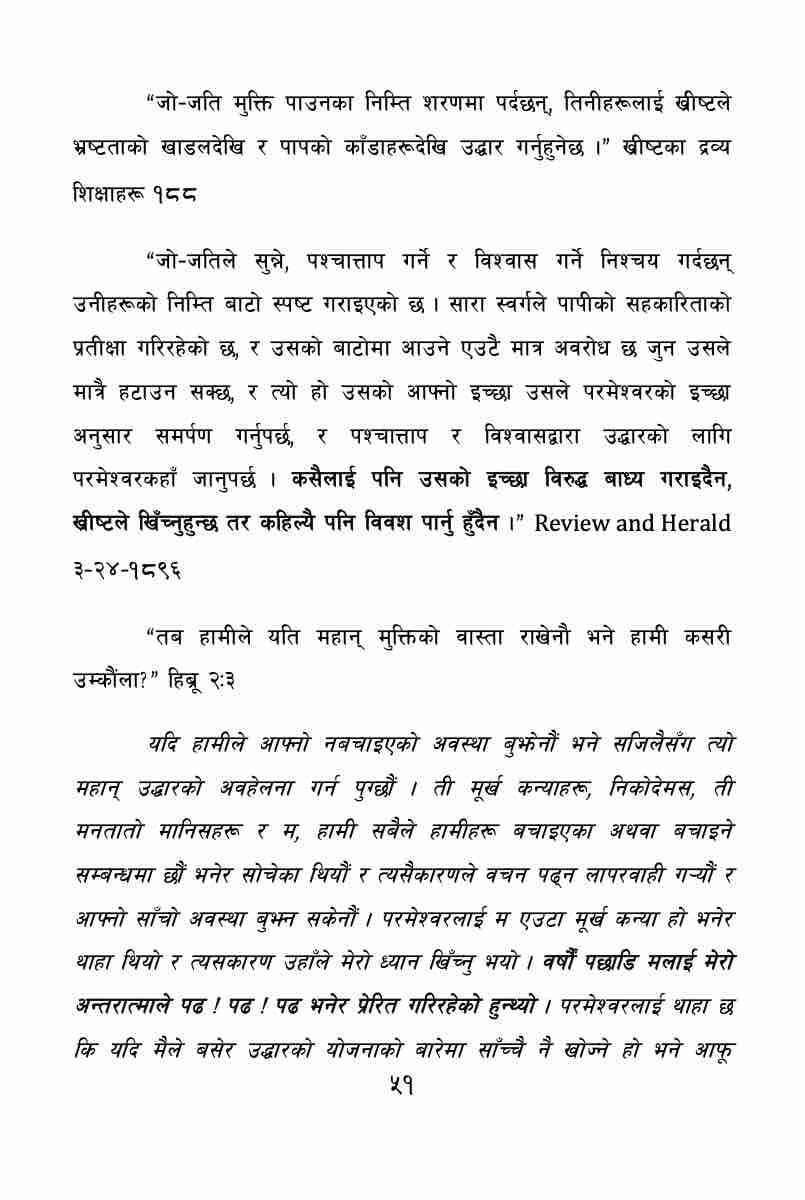 “जो-जति मुक्ति पाउनका निम्ति शरणमा पर्दछन्, तिनीहरूलाई ख्रीष्टले
भ्रष्टताको खाडलदेखि र पापको काँडाहरूदेखि उद्धार गर्नुहुनेछ ।” ख्रीष्टका द्रव्य
शिक्षाहरू १८८
“जो-जतिले सुन्ने, पश्चात्ताप गर्ने र विश्वास गर्ने निश्चय गर्दछन्
उनीहरूको निम्ति बाटो स्पष्ट गराइएको छ । सारा स्वर्गले पापीको सहकारिताको
प्रतीक्षा गरिरहेको छ, र उसको बाटोमा आउने एउटै मात्र अवरोध छ जुन उसले
मात्रै हटाउन सक्छ, र त्यो हो उसको आफ्नो इच्छा उसले परमेश्वरको इच्छा
अनुसार समर्पण गर्नुपर्छ, र पश्चात्ताप र विश्वासद्वारा उद्धारको लागि
परमेश्वरकहाँ जानुपर्छ । कसैलाई पनि उसको इच्छा विरुद्ध बाध्य गराइदैन,
ख्रीष्टले खिँच्नुहुन्छ तर कहिल्यै पनि विवश पार्नु हुँदैन ।” Review and Herald
३-२४-१८९६
“तब हामीले यति महान् मुक्तिको वास्ता राखेनौ भने हामी कसरी
उम्कौंला?” हिब्रू २:३
यदि हामीले आफ्नो नबचाइएको अवस्था बुझेनौं भने सजिलैसँग त्यो
महान् उद्धारको अवहेलना गर्न पुग्छौं । ती मूर्ख कन्याहरू, निकोदेमस, ती
मनतातो मानिसहरू र म, हामी सबैले हामीहरू बचाइएका अथवा बचाइने
सम्बन्धमा छौं भनेर सोचेका थियौं र त्यसैकारणले वचन पढ्न लापरवाही गर्‍यौं र
आफ्नो साँचो अवस्था बुझ्न सकेनौं । परमेश्वरलाई म एउटा मूर्ख कन्या हो भनेर
थाहा थियो र त्यसकारण उहाँले मेरो ध्यान खिँच्नु भयो । वर्षौं पछाडि मलाई मेरो
अन्तरात्माले पढ ! पढ ! पढ भनेर प्रेरित गरिरहेको हुन्थ्यो । परमेश्वरलाई थाहा छ
कि यदि मैले बसेर उद्धारको योजनाको बारेमा साँच्चै नै खोज्ने हो भने आफू
५१